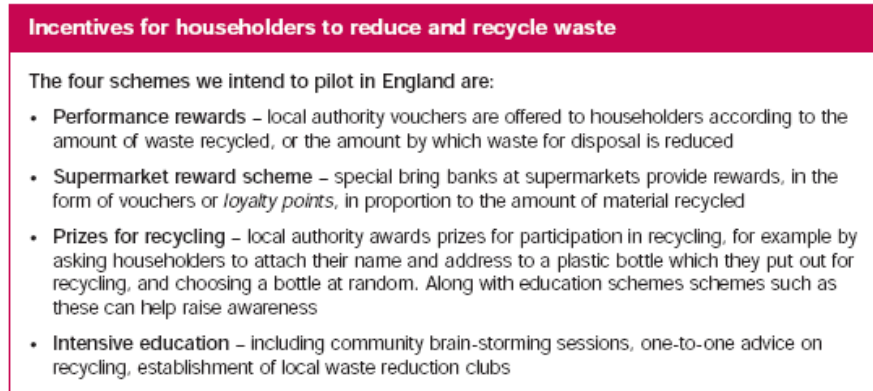 Incentives for householders to reduce and recycle waste
The four schemes we intend to pilot in England are:
• Performance rewards – local authority vouchers are offered to householders according to the
amount of waste recycled, or the amount by which waste for disposal is reduced
• Supermarket reward scheme – special bring banks at supermarkets provide rewards, in the
form of vouchers or loyalty points, in proportion to the amount of material recycled
• Prizes for recycling – local authority awards prizes for participation in recycling, for example by
asking householders to attach their name and address to a plastic bottle which they put out for
recycling, and choosing a bottle at random. Along with education schemes schemes such as
these can help raise awareness
• Intensive education – including community brain-storming sessions, one-to-one advice on
recycling, establishment of local waste reduction clubs